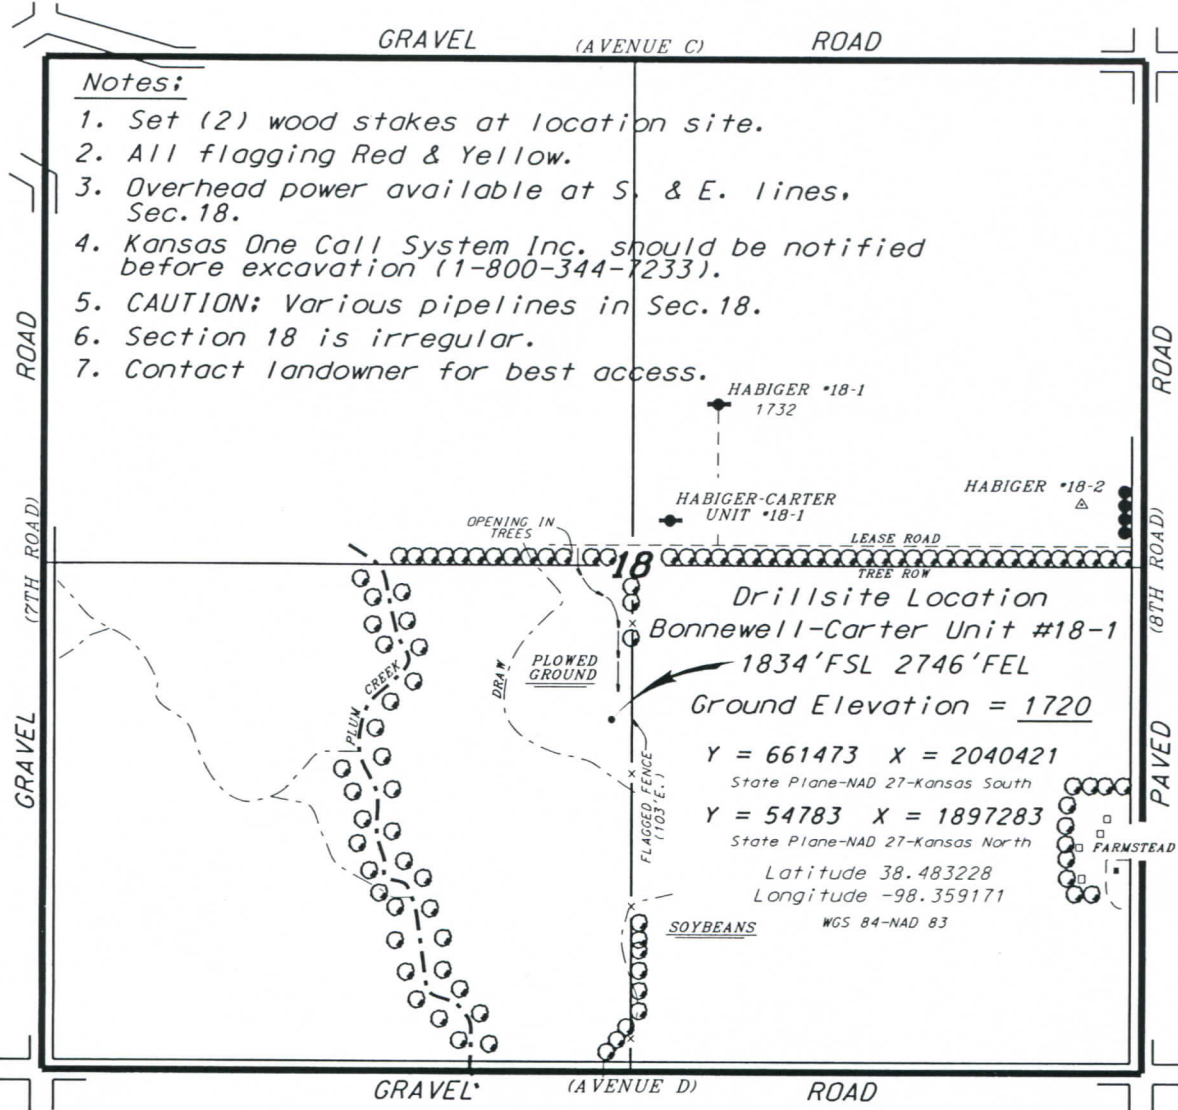 GRAVEL (AVENUE C) ROAD
Notes:
1. Set (2) wood stakes at location site.
2. All flagging Red & Yellow.
3. Overhead power available at S. & E. lines,
Sec. 18.
4. Kansas One Call System Inc. should be notified
before excavation (1-800-344-7233).
5. CAUTION: Various pipelines in Sec. 18.
6. Section 18 is irregular.
7. Contact landowner for best access.
ROAD
(7TH ROAD)
GRAVEL
ROAD
(8TH ROAD)
PAVED
HABIGER #18-1
1732
HABIGER #18-2
HABIGER-CARTER
UNIT #18-1
OPENING IN
TREES
LEASE ROAD
18
TREE ROW
Drillsite Location
Bonnewell-Carter Unit #18-1
1834'FSL 2746'FEL
Ground Elevation = 1720
PLOWED
GROUND
DRAW
PLUM CREEK
FLAGGED FENCE
(103'E.)
Y = 661473 X = 2040421
State Plane-NAD 27-Kansas South
Y = 54783 X = 1897283
State Plane-NAD 27-Kansas North
FARMSTEAD
Latitude 38.483228
Longitude -98.359171
WGS 84-NAD 83
SOYBEANS
GRAVEL (AVENUE D) ROAD